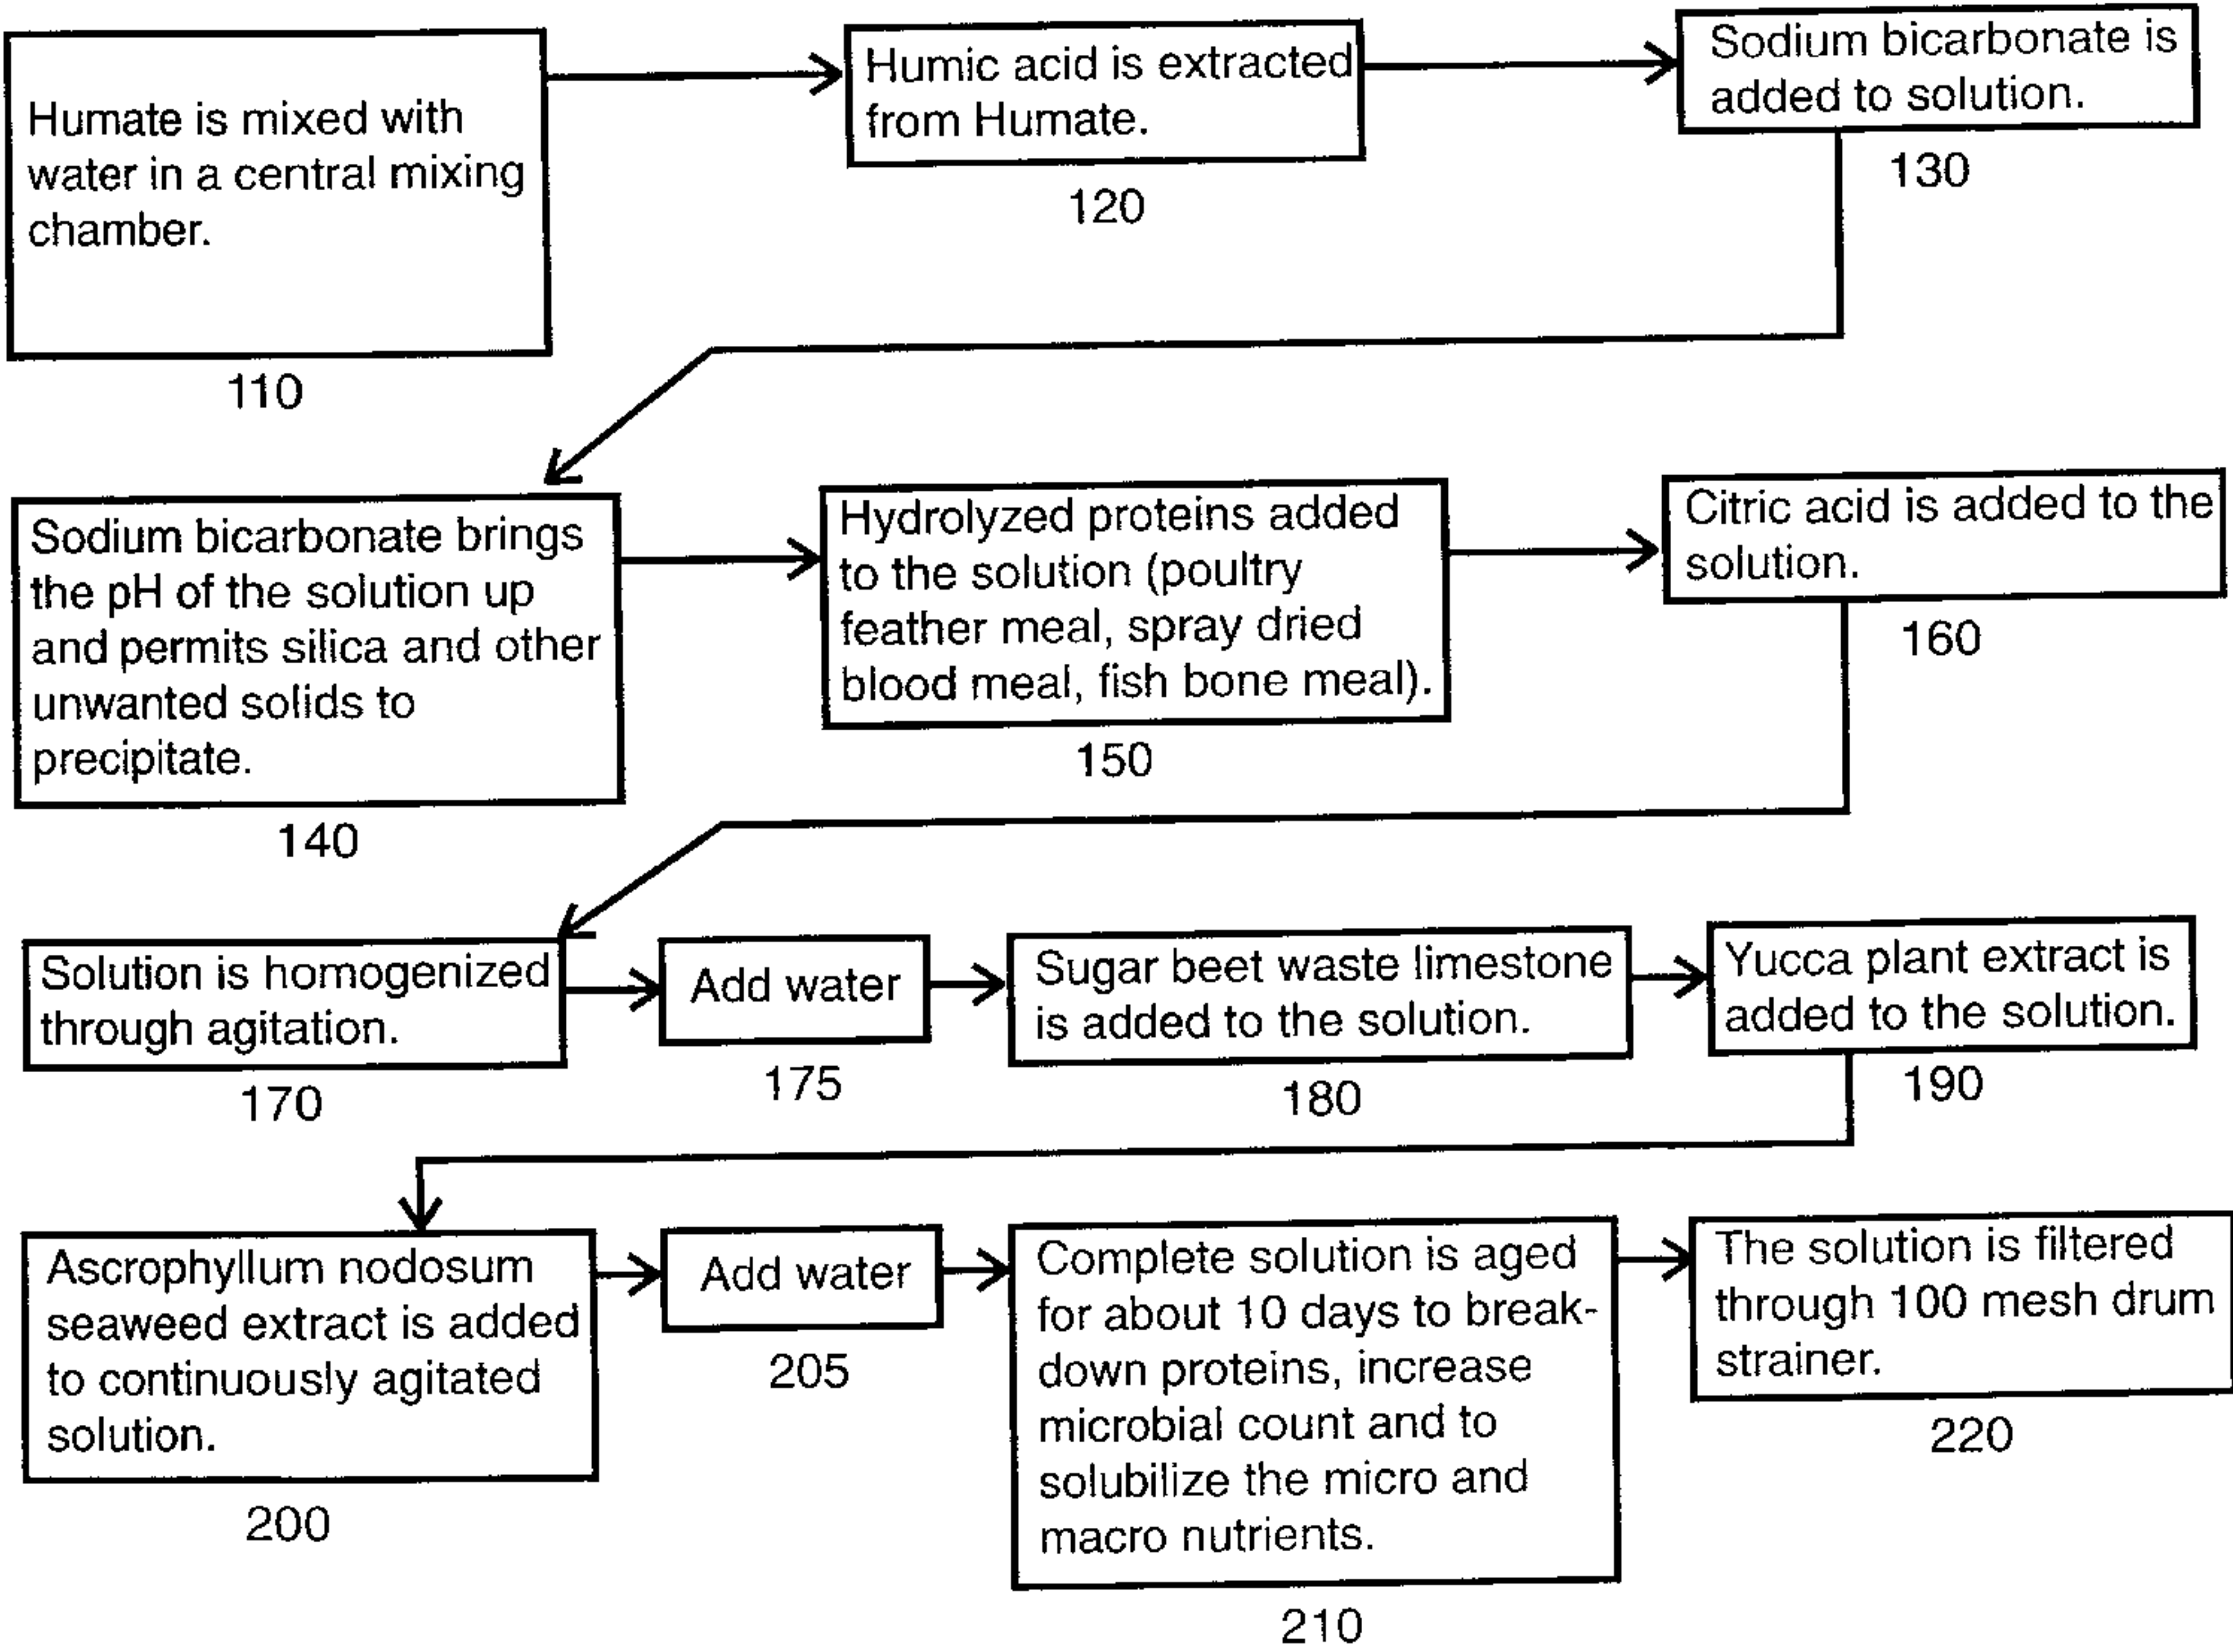 Humate is mixed with
water in a central mixing
chamber.
110
Humic acid is extracted
from Humate.
120
Sodium bicarbonate is
added to solution.
130
Sodium bicarbonate brings
the pH of the solution up
and permits silica and other
unwanted solids to
precipitate.
140
Hydrolyzed proteins added
to the solution (poultry
feather meal, spray dried
blood meal, fish bone meal).
150
Citric acid is added to the
solution.
160
Solution is homogenized
through agitation.
170
Add water
175
Sugar beet waste limestone
is added to the solution.
180
Yucca plant extract is
added to the solution.
190
Ascrophyllum nodosum
seaweed extract is added
to continuously agitated
solution.
200
Add water
205
Complete solution is aged
for about 10 days to break-
down proteins, increase
microbial count and to
solubilize the micro and
macro nutrients.
210
The solution is filtered
through 100 mesh drum
strainer.
220